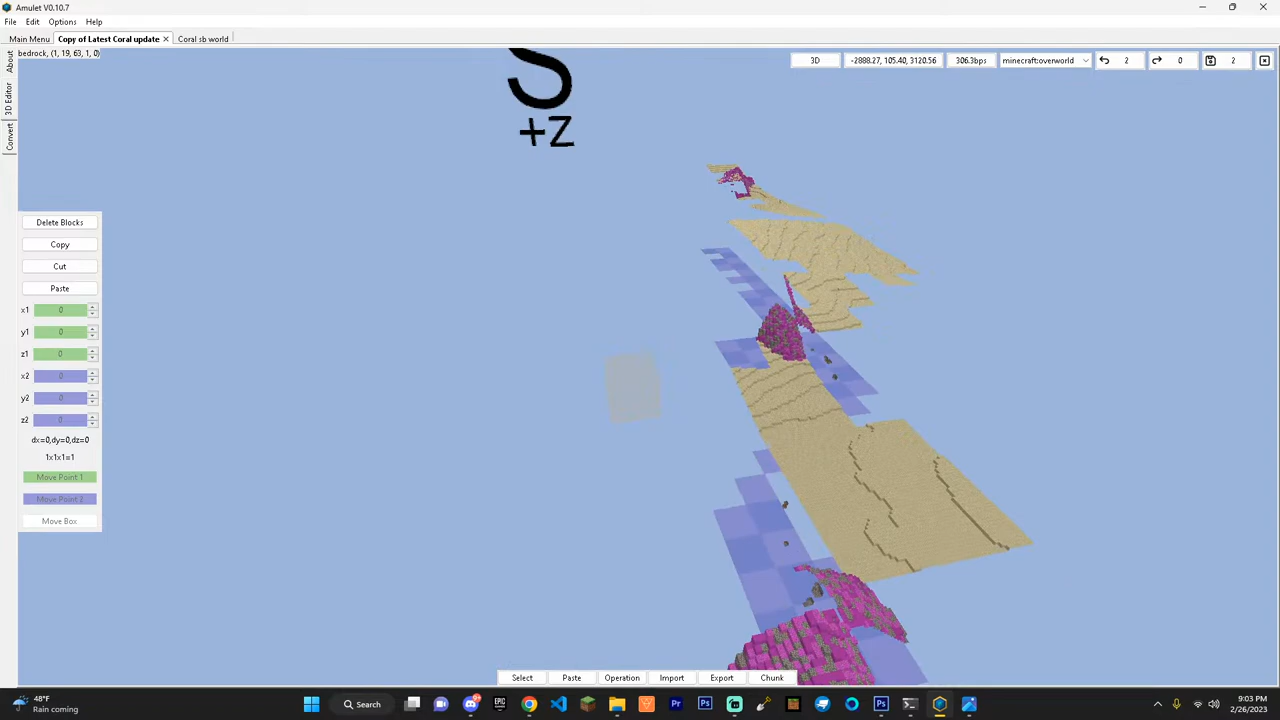 Amulet V0.10.7
File Edit Options Help
Main Menu Copy of Latest Coral update × Coral sb world
bedrock, (1, 19, 63, 1, 0)
3D -2888.27, 105.40, 3120.56 306.3bps minecraft:overworld 2 0 2
About
3D Editor
Convert
S
+Z
Delete Blocks
Copy
Cut
Paste
x1 0
y1 0
z1 0
x2 0
y2 0
z2 0
dx=0,dy=0,dz=0
1x1x1=1
Move Point 1
Move Point 2
Move Box
Select Paste Operation Import Export Chunk
48°F
Rain coming
Search
9:03 PM
2/26/2023